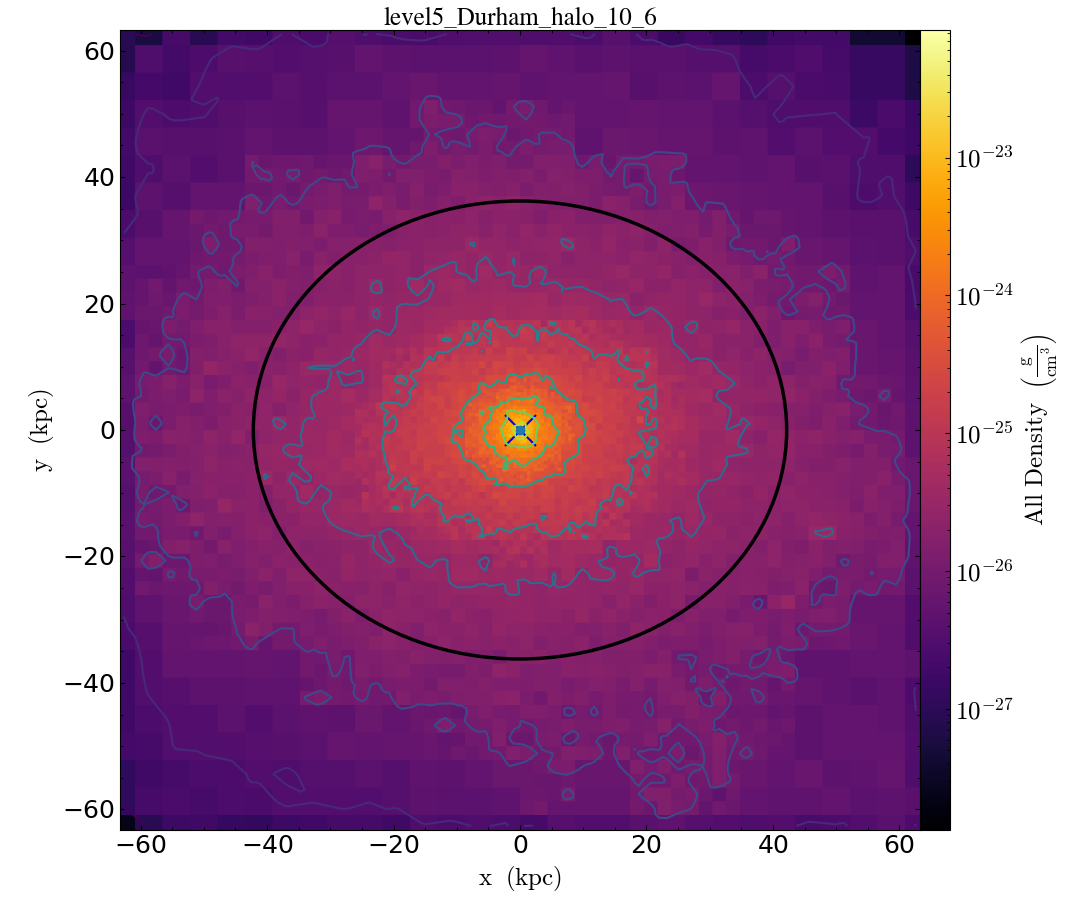 level5_Durham_halo_10_6
60
40
20
0
−20
−40
−60
y (kpc)
−60 −40 −20 0 20 40 60
x (kpc)
10^{−23}
10^{−24}
10^{−25}
10^{−26}
10^{−27}
All Density (g/cm^3)